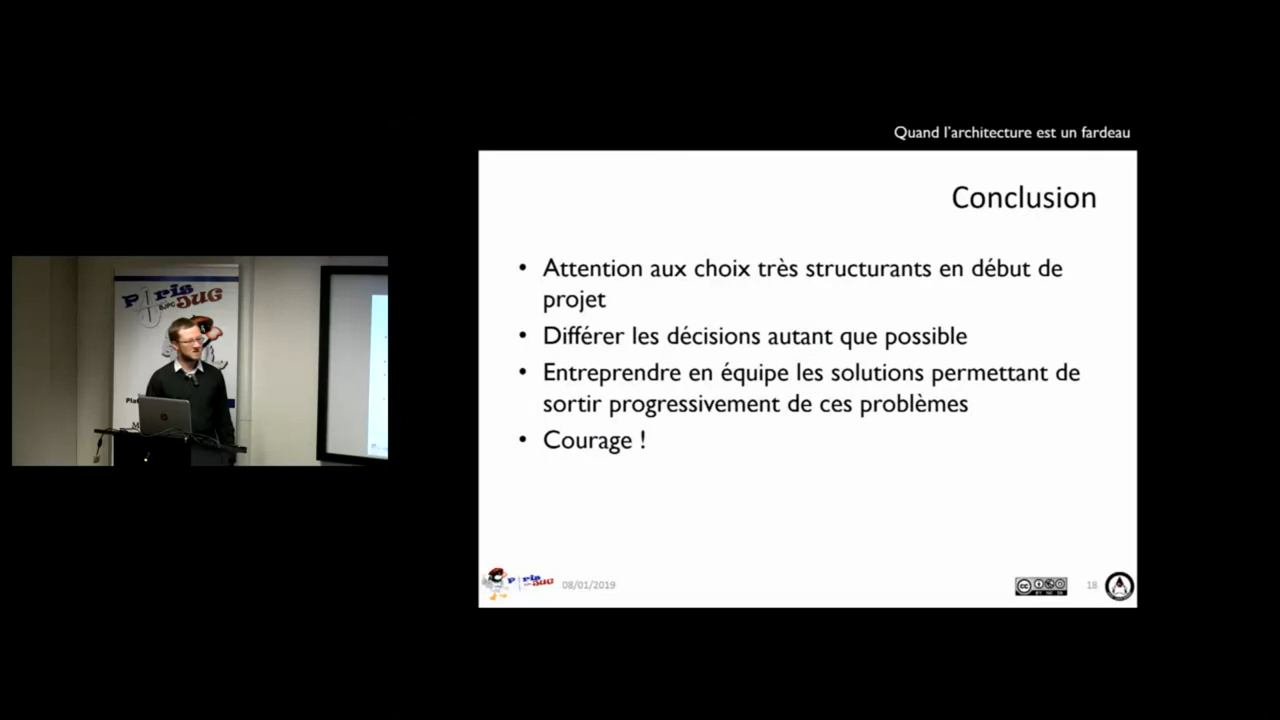 Quand l'architecture est un fardeau
Conclusion
• Attention aux choix très structurants en début de
projet
• Différer les décisions autant que possible
• Entreprendre en équipe les solutions permettant de
sortir progressivement de ces problèmes
• Courage !
08/01/2019
18
Paris
JUG